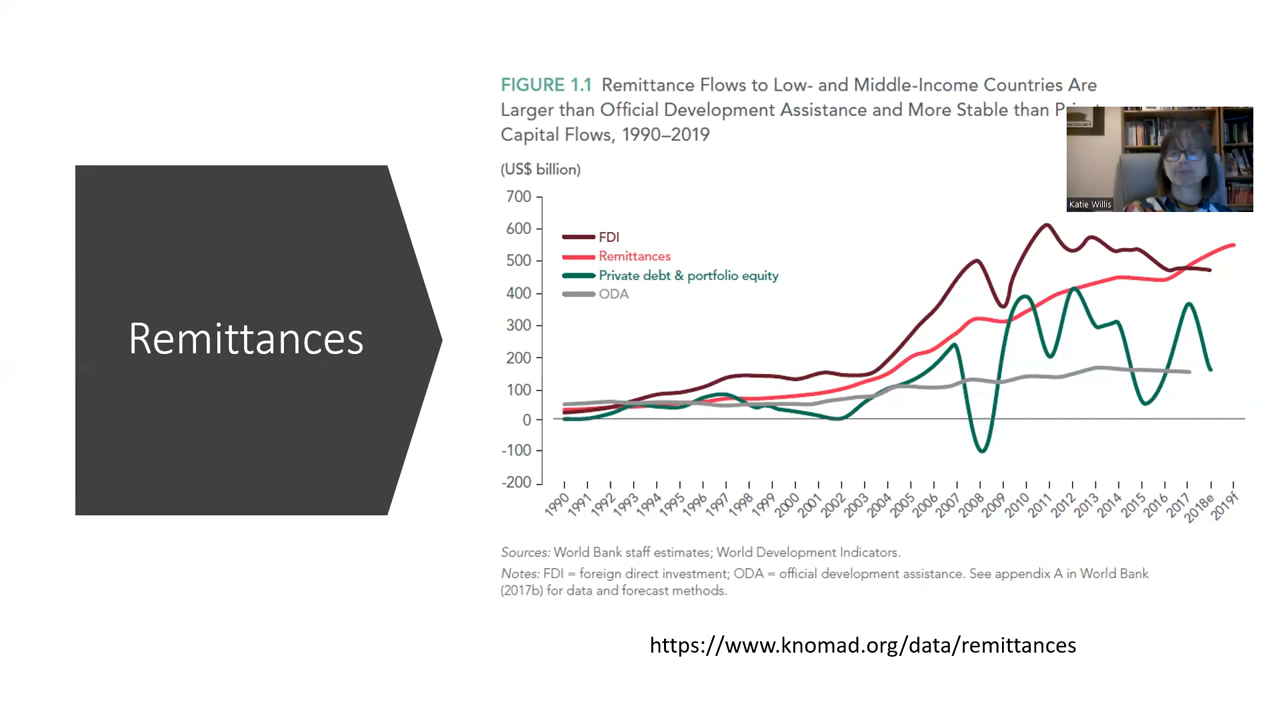 Remittances
FIGURE 1.1 Remittance Flows to Low- and Middle-Income Countries Are
Larger than Official Development Assistance and More Stable than
Capital Flows, 1990–2019
(US$ billion)
700
600
500
400
300
200
100
0
-100
-200
FDI
Remittances
Private debt & portfolio equity
ODA
1990
1991
1992
1993
1994
1995
1996
1997
1998
1999
2000
2001
2002
2003
2004
2005
2006
2007
2008
2009
2010
2011
2012
2013
2014
2015
2016
2017
2018e
2019f
Katie Willis
Sources: World Bank staff estimates; World Development Indicators.
Notes: FDI = foreign direct investment; ODA = official development assistance. See appendix A in World Bank
(2017b) for data and forecast methods.
https://www.knomad.org/data/remittances